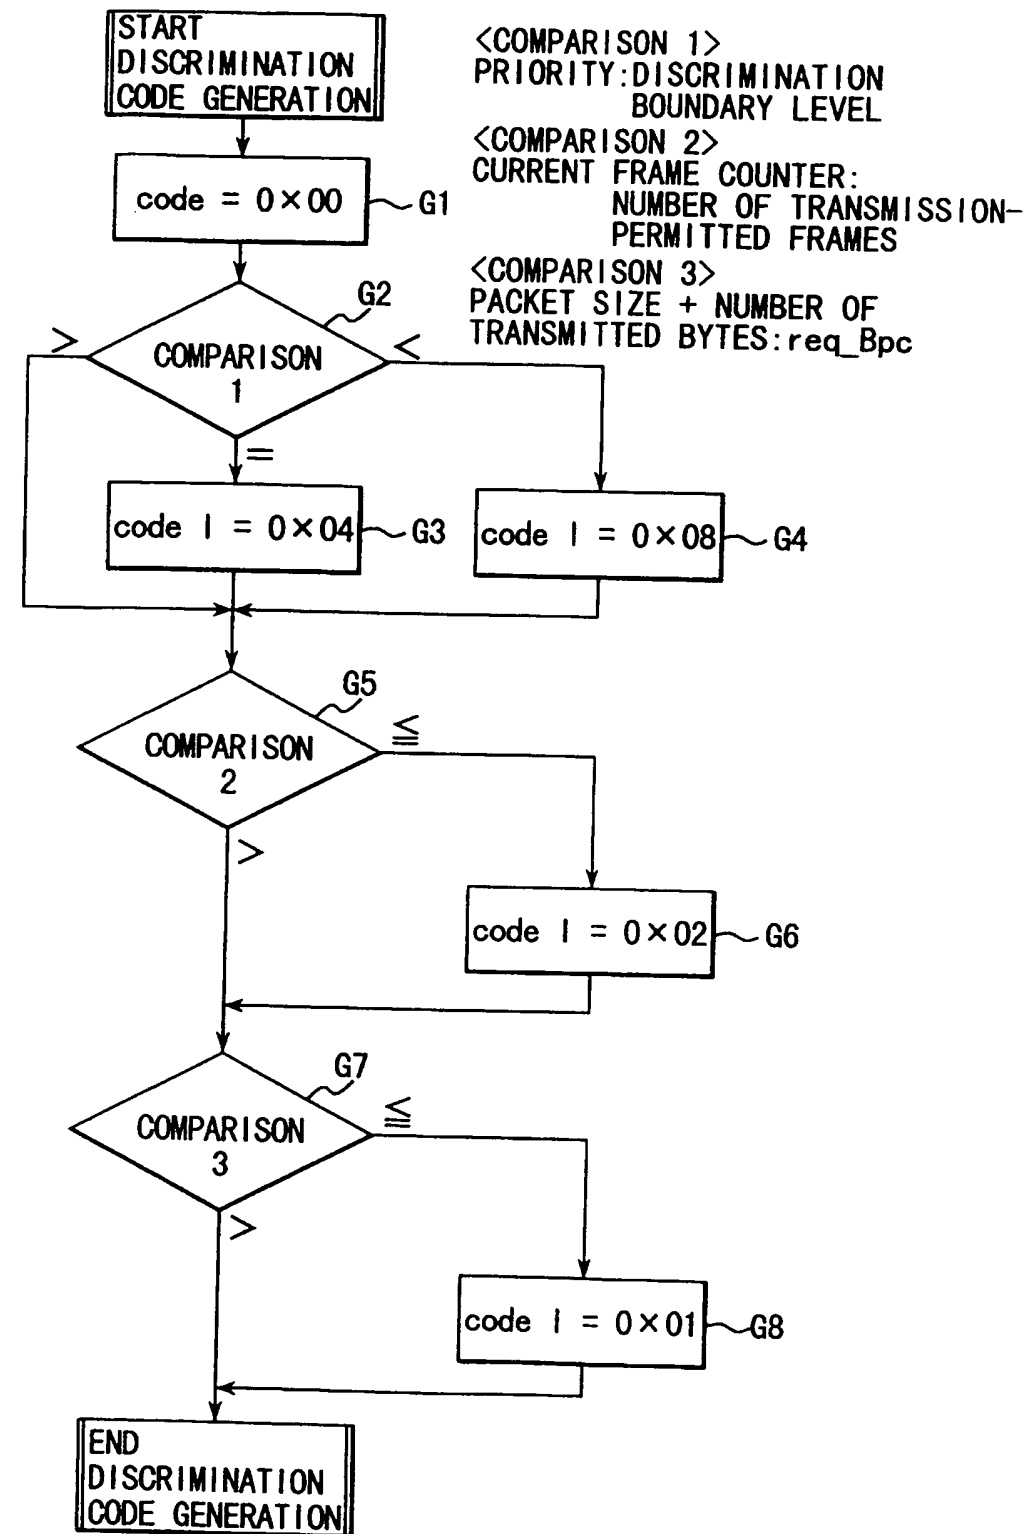 START
DISCRIMINATION
CODE GENERATION
<COMPARISON 1>
PRIORITY:DISCRIMINATION
BOUNDARY LEVEL
<COMPARISON 2>
CURRENT FRAME COUNTER:
NUMBER OF TRANSMISSION-
PERMITTED FRAMES
<COMPARISON 3>
PACKET SIZE + NUMBER OF
TRANSMITTED BYTES:req_Bpc
code = 0×00
G1
G2
>
<
COMPARISON
1
=
code | = 0×04
G3
code | = 0×08
G4
G5
≦
COMPARISON
2
>
code | = 0×02
G6
G7
≦
COMPARISON
3
>
code | = 0×01
G8
END
DISCRIMINATION
CODE GENERATION